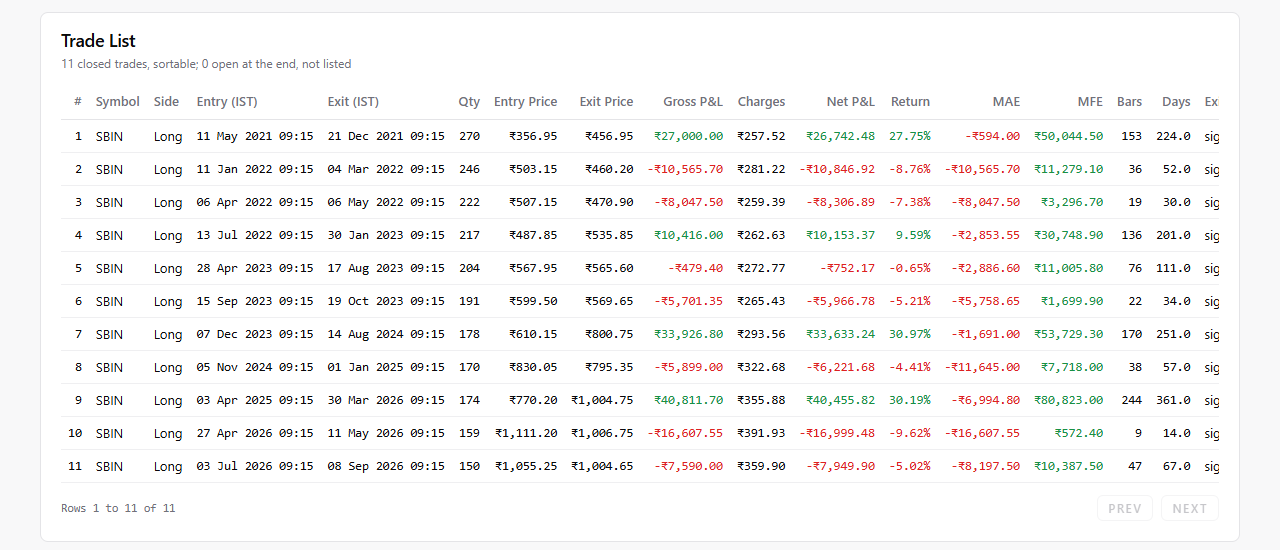 Trade List
11 closed trades, sortable; 0 open at the end, not listed
# Symbol Side Entry (IST) Exit (IST) Qty Entry Price Exit Price Gross P&L Charges Net P&L Return MAE MFE Bars Days Exi
1 SBIN Long 11 May 2021 09:15 21 Dec 2021 09:15 270 ₹356.95 ₹456.95 ₹27,000.00 ₹257.52 ₹26,742.48 27.75% -₹594.00 ₹50,044.50 153 224.0 sig
2 SBIN Long 11 Jan 2022 09:15 04 Mar 2022 09:15 246 ₹503.15 ₹460.20 -₹10,565.70 ₹281.22 -₹10,846.92 -8.76% -₹10,565.70 ₹11,279.10 36 52.0 sig
3 SBIN Long 06 Apr 2022 09:15 06 May 2022 09:15 222 ₹507.15 ₹470.90 -₹8,047.50 ₹259.39 -₹8,306.89 -7.38% -₹8,047.50 ₹3,296.70 19 30.0 sig
4 SBIN Long 13 Jul 2022 09:15 30 Jan 2023 09:15 217 ₹487.85 ₹535.85 ₹10,416.00 ₹262.63 ₹10,153.37 9.59% -₹2,853.55 ₹30,748.90 136 201.0 sig
5 SBIN Long 28 Apr 2023 09:15 17 Aug 2023 09:15 204 ₹567.95 ₹565.60 -₹479.40 ₹272.77 -₹752.17 -0.65% -₹2,886.60 ₹11,005.80 76 111.0 sig
6 SBIN Long 15 Sep 2023 09:15 19 Oct 2023 09:15 191 ₹599.50 ₹569.65 -₹5,701.35 ₹265.43 -₹5,966.78 -5.21% -₹5,758.65 ₹1,699.90 22 34.0 sig
7 SBIN Long 07 Dec 2023 09:15 14 Aug 2024 09:15 178 ₹610.15 ₹800.75 ₹33,926.80 ₹293.56 ₹33,633.24 30.97% -₹1,691.00 ₹53,729.30 170 251.0 sig
8 SBIN Long 05 Nov 2024 09:15 01 Jan 2025 09:15 170 ₹830.05 ₹795.35 -₹5,899.00 ₹322.68 -₹6,221.68 -4.41% -₹11,645.00 ₹7,718.00 38 57.0 sig
9 SBIN Long 03 Apr 2025 09:15 30 Mar 2026 09:15 174 ₹770.20 ₹1,004.75 ₹40,811.70 ₹355.88 ₹40,455.82 30.19% -₹6,994.80 ₹80,823.00 244 361.0 sig
10 SBIN Long 27 Apr 2026 09:15 11 May 2026 09:15 159 ₹1,111.20 ₹1,006.75 -₹16,607.55 ₹391.93 -₹16,999.48 -9.62% -₹16,607.55 ₹572.40 9 14.0 sig
11 SBIN Long 03 Jul 2026 09:15 08 Sep 2026 09:15 150 ₹1,055.25 ₹1,004.65 -₹7,590.00 ₹359.90 -₹7,949.90 -5.02% -₹8,197.50 ₹10,387.50 47 67.0 sig
Rows 1 to 11 of 11 PREV NEXT